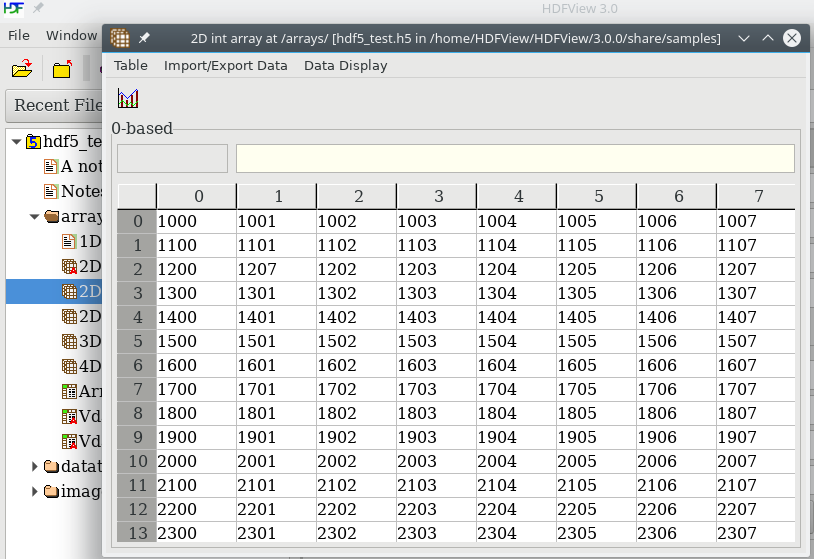 HDF HDFView 3.0
2D int array at /arrays/ [hdf5_test.h5 in /home/HDFView/HDFView/3.0.0/share/samples]
File Window
Table Import/Export Data Data Display
Recent File
0-based
hdf5_te
A not
Notes
array
1D
2D
2D
2D
3D
4D
Arr
Vd
Vd
datat
imag
0 1 2 3 4 5 6 7
0 1000 1001 1002 1003 1004 1005 1006 1007
1 1100 1101 1102 1103 1104 1105 1106 1107
2 1200 1207 1202 1203 1204 1205 1206 1207
3 1300 1301 1302 1303 1304 1305 1306 1307
4 1400 1401 1402 1403 1404 1405 1406 1407
5 1500 1501 1502 1503 1504 1505 1506 1507
6 1600 1601 1602 1603 1604 1605 1606 1607
7 1700 1701 1702 1703 1704 1705 1706 1707
8 1800 1801 1802 1803 1804 1805 1806 1807
9 1900 1901 1902 1903 1904 1905 1906 1907
10 2000 2001 2002 2003 2004 2005 2006 2007
11 2100 2101 2102 2103 2104 2105 2106 2107
12 2200 2201 2202 2203 2204 2205 2206 2207
13 2300 2301 2302 2303 2304 2305 2306 2307